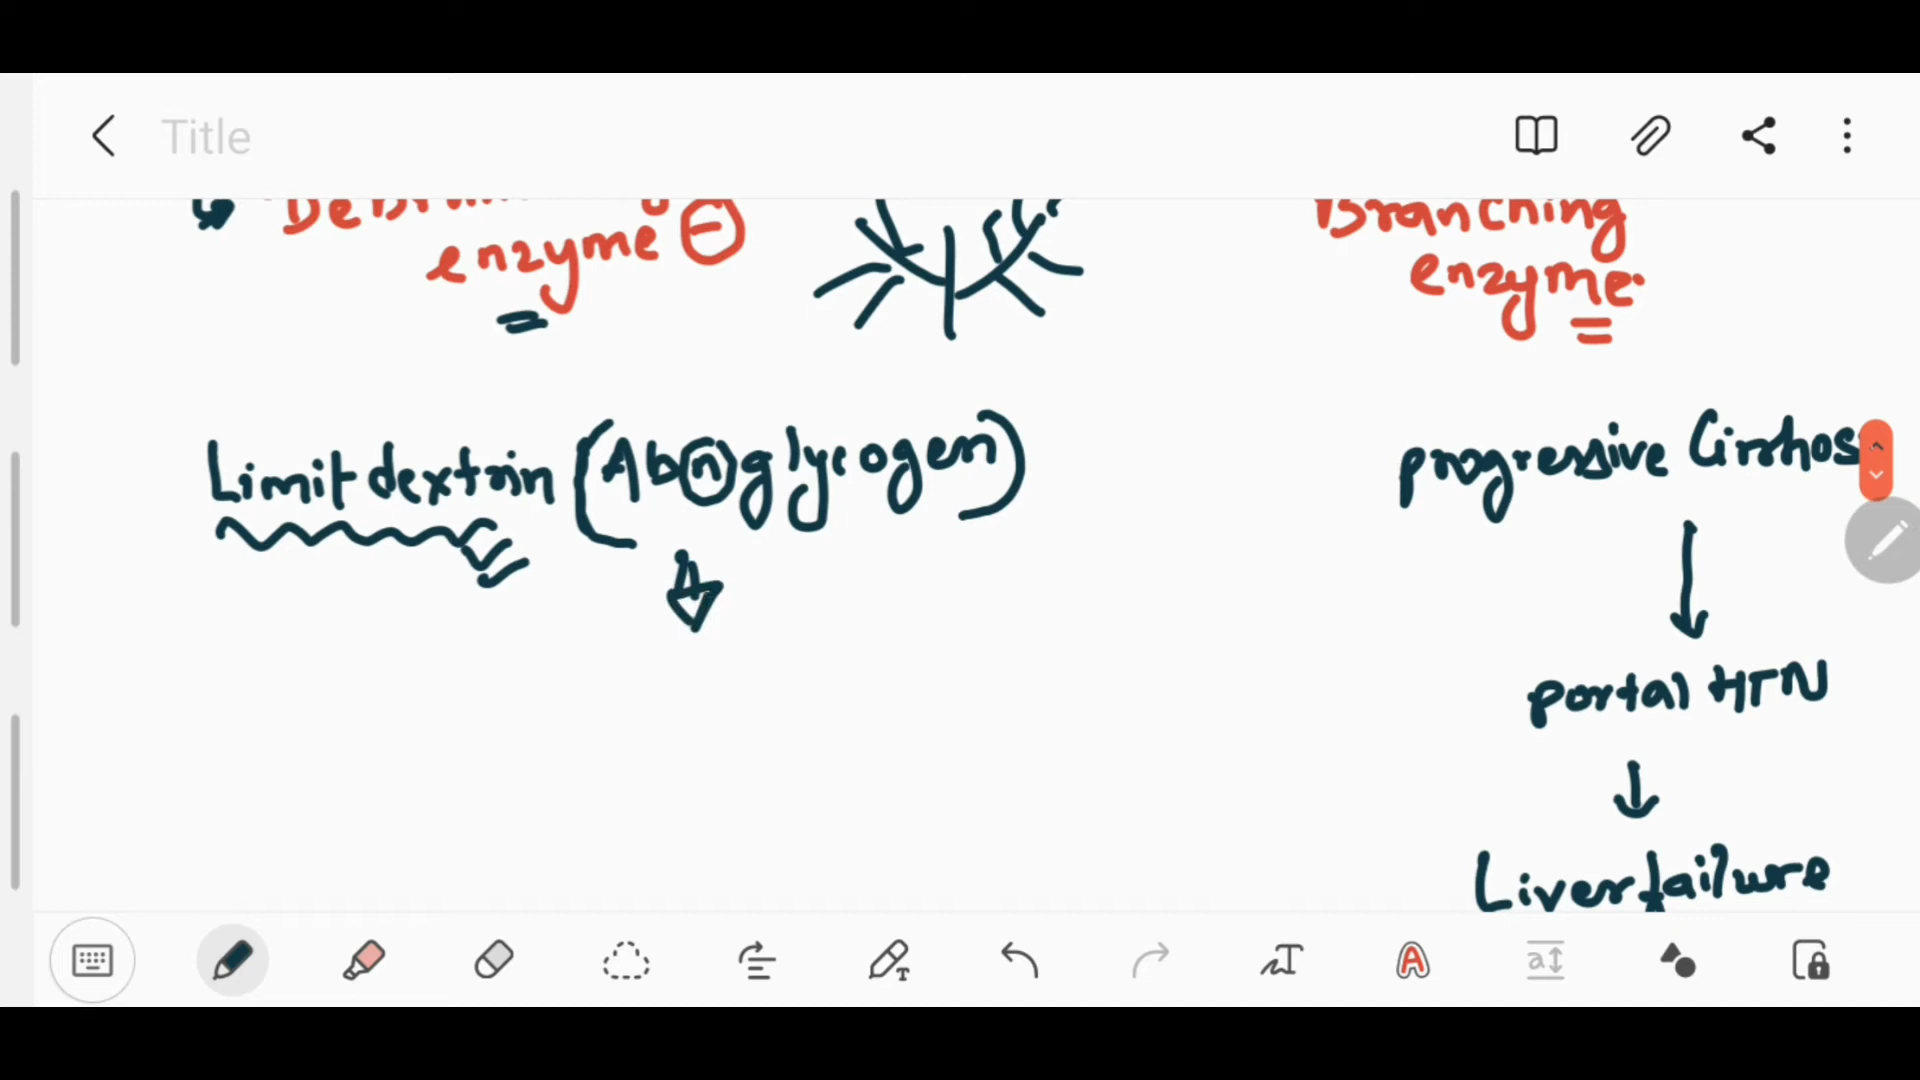 Title
enzyme ⊖
Branching
enzyme
Limit dextrin (Abⓝ glycogen)
progressive Cirrhos
portal HTN
Liver failure